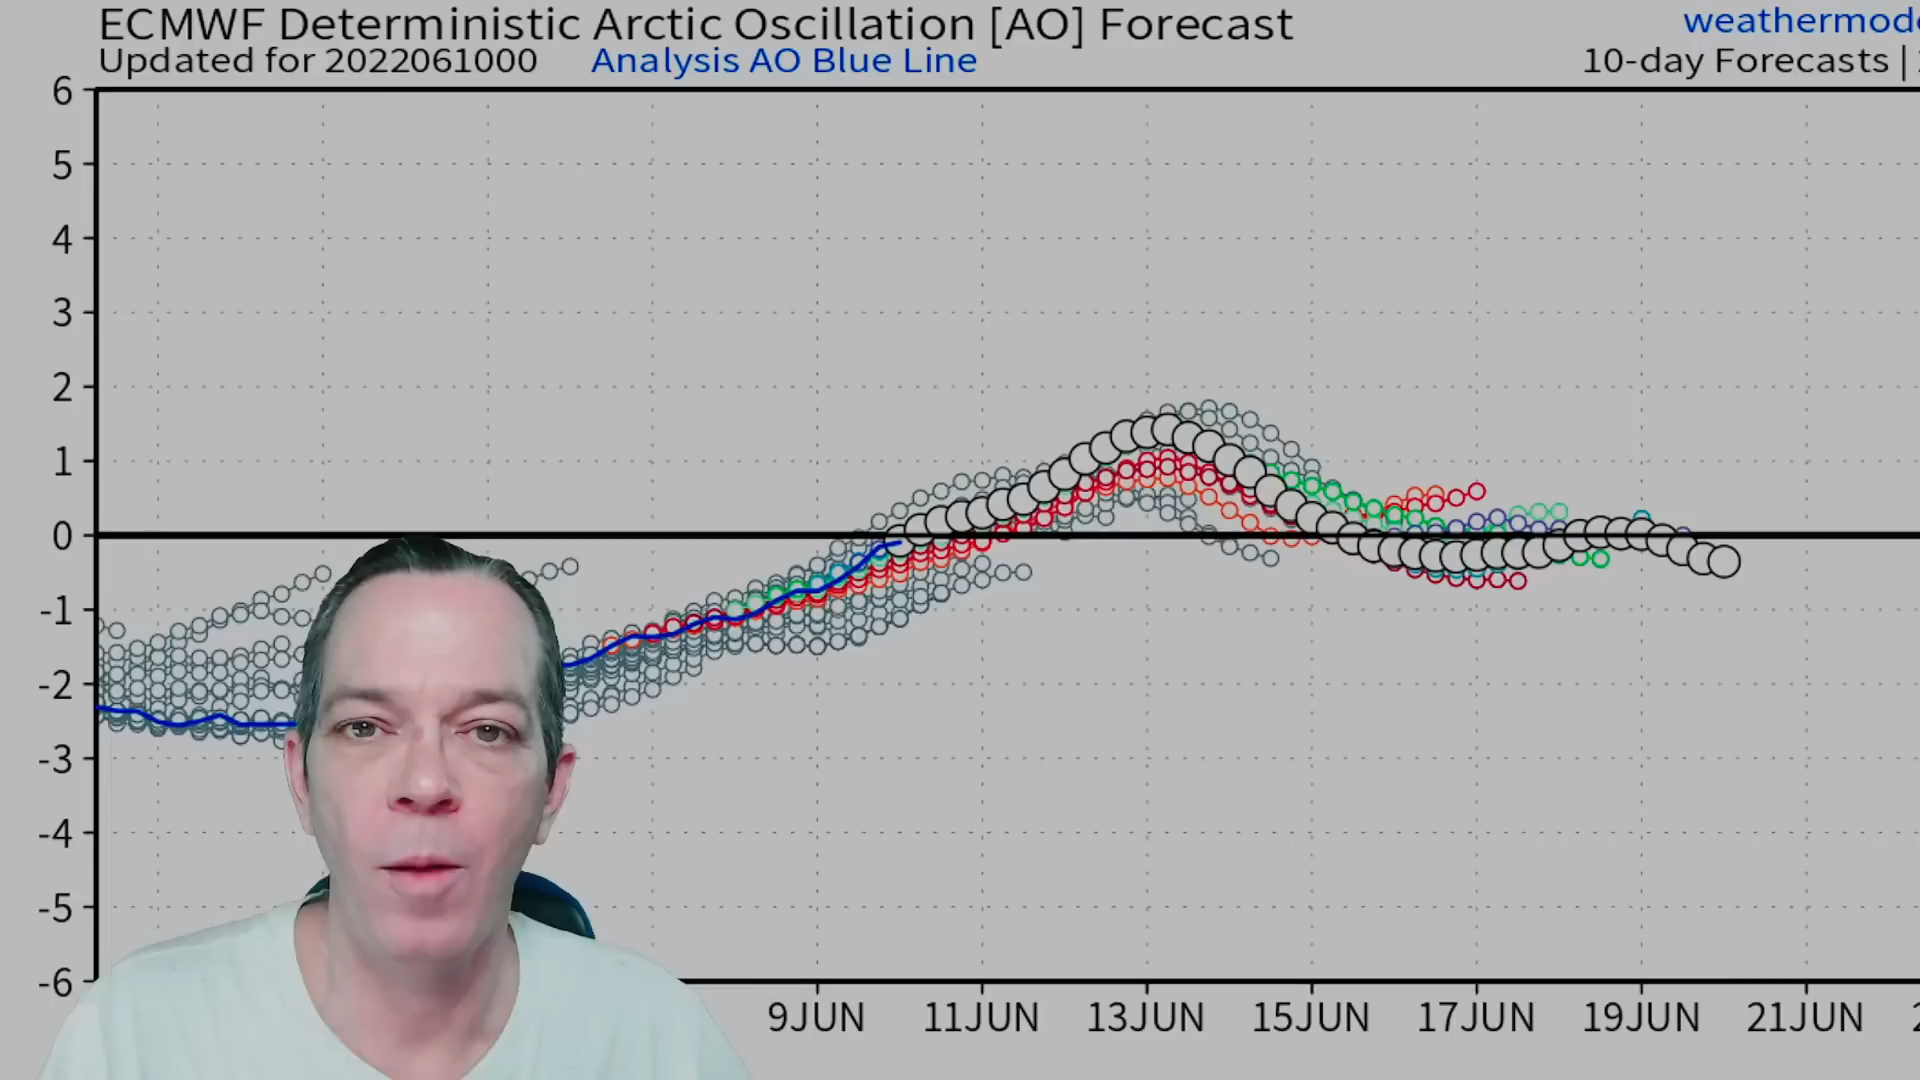 ECMWF Deterministic Arctic Oscillation [AO] Forecast
weathermod
Updated for 2022061000 Analysis AO Blue Line
10-day Forecasts |
6
5
4
3
2
1
0
-1
-2
-3
-4
-5
-6
9JUN 11JUN 13JUN 15JUN 17JUN 19JUN 21JUN